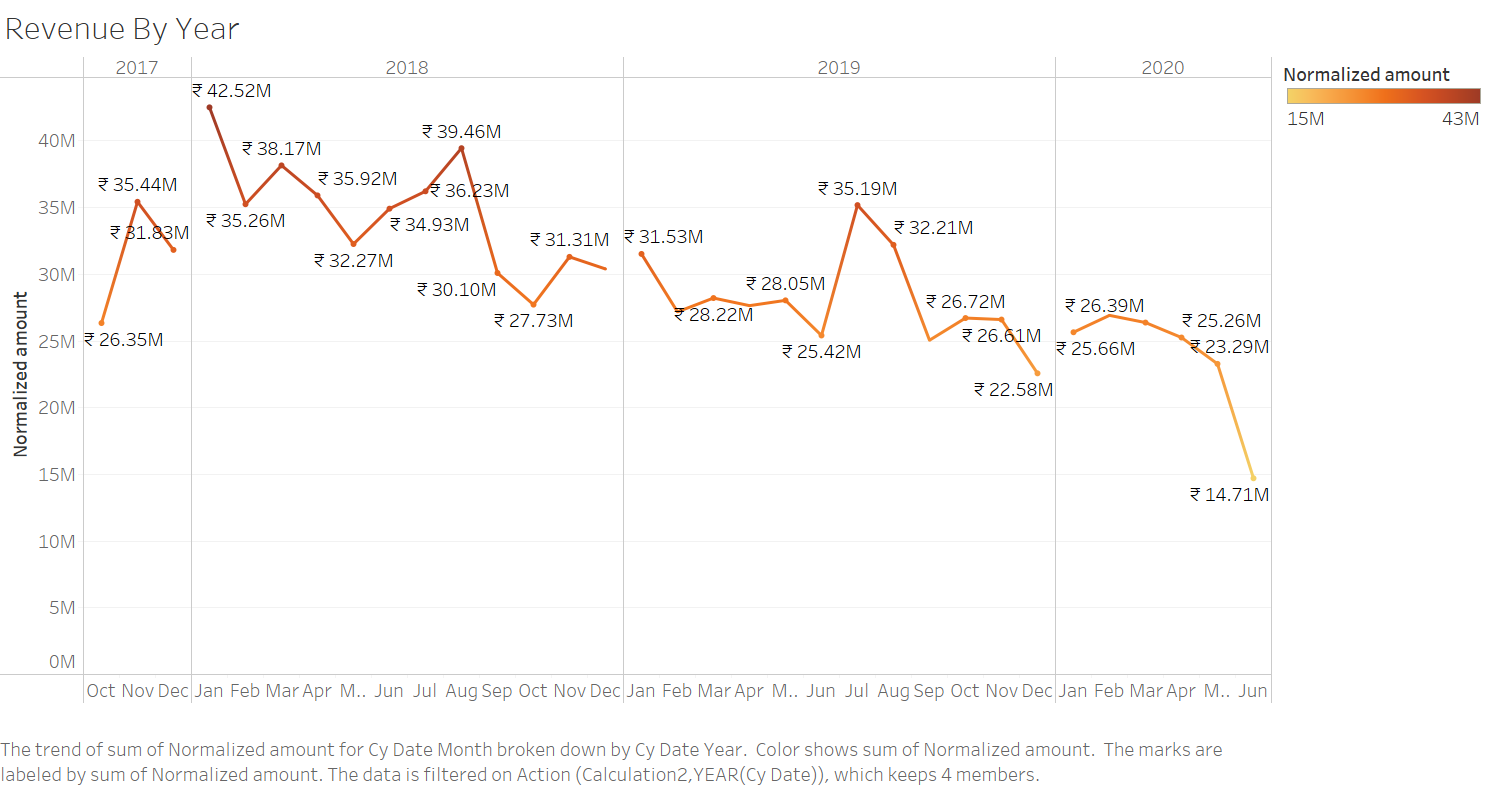 Revenue By Year
2017 2018 2019 2020
Normalized amount
15M 43M
Normalized amount
40M
35M
30M
25M
20M
15M
10M
5M
0M
₹ 26.35M
₹ 35.44M
₹ 31.83M
₹ 42.52M
₹ 35.26M
₹ 38.17M
₹ 35.92M
₹ 32.27M
₹ 34.93M
₹ 36.23M
₹ 39.46M
₹ 30.10M
₹ 27.73M
₹ 31.31M
₹ 31.53M
₹ 28.22M
₹ 28.05M
₹ 25.42M
₹ 35.19M
₹ 32.21M
₹ 26.72M
₹ 26.61M
₹ 22.58M
₹ 25.66M
₹ 26.39M
₹ 25.26M
₹ 23.29M
₹ 14.71M
Oct Nov Dec Jan Feb Mar Apr M.. Jun Jul Aug Sep Oct Nov Dec Jan Feb Mar Apr M.. Jun Jul Aug Sep Oct Nov Dec Jan Feb Mar Apr M.. Jun
The trend of sum of Normalized amount for Cy Date Month broken down by Cy Date Year.  Color shows sum of Normalized amount.  The marks are
labeled by sum of Normalized amount. The data is filtered on Action (Calculation2,YEAR(Cy Date)), which keeps 4 members.